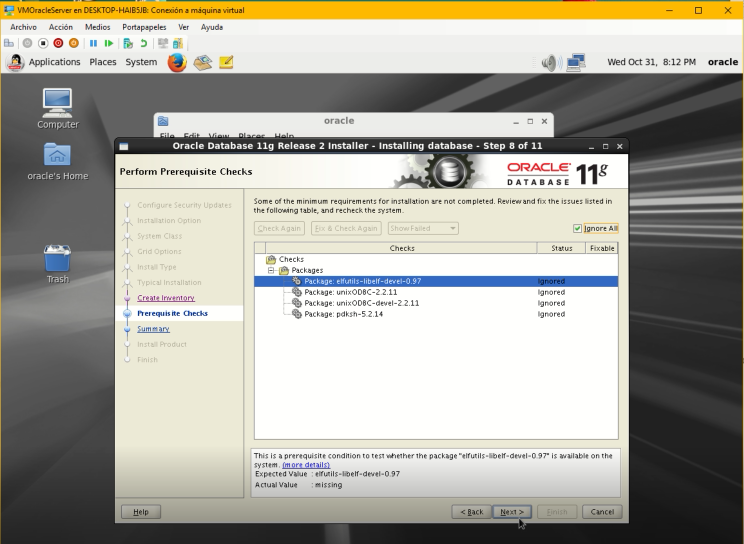 VMOracleServer en DESKTOP-HAIB5JB: Conexión a máquina virtual
Archivo Acción Medios Portapapeles Ver Ayuda
Applications Places System Wed Oct 31, 8:12 PM oracle
Computer
oracle's Home
Trash
oracle
File Edit View Places Help
Oracle Database 11g Release 2 Installer - Installing database - Step 8 of 11
Perform Prerequisite Checks
ORACLE 11g
DATABASE
Configure Security Updates
Installation Option
System Class
Grid Options
Install Type
Typical Installation
Create Inventory
Prerequisite Checks
Summary
Install Product
Finish
Some of the minimum requirements for installation are not completed. Review and fix the issues listed in
the following table, and recheck the system.
Check Again Fix & Check Again Show Failed Ignore All
Checks Status Fixable
Checks
Packages
Package: elfutils-libelf-devel-0.97 Ignored
Package: unixODBC-2.2.11 Ignored
Package: unixODBC-devel-2.2.11 Ignored
Package: pdksh-5.2.14 Ignored
This is a prerequisite condition to test whether the package "elfutils-libelf-devel-0.97" is available on the
system. (more details)
Expected Value : elfutils-libelf-devel-0.97
Actual Value : missing
Help < Back Next > Finish Cancel